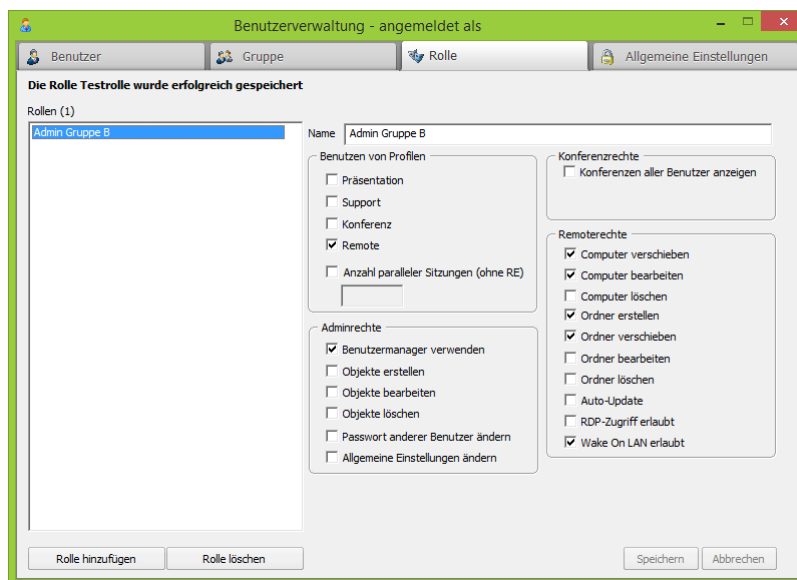 Benutzerverwaltung - angemeldet als
Benutzer
Gruppe
Rolle
Allgemeine Einstellungen
Die Rolle Testrolle wurde erfolgreich gespeichert
Rollen (1)
Admin Gruppe B
Name
Admin Gruppe B
Benutzen von Profilen
Präsentation
Support
Konferenz
Remote
Anzahl paralleler Sitzungen (ohne RE)
Adminrechte
Benutzermanager verwenden
Objekte erstellen
Objekte bearbeiten
Objekte löschen
Passwort anderer Benutzer ändern
Allgemeine Einstellungen ändern
Konferenzrechte
Konferenzen aller Benutzer anzeigen
Remoterechte
Computer verschieben
Computer bearbeiten
Computer löschen
Ordner erstellen
Ordner verschieben
Ordner bearbeiten
Ordner löschen
Auto-Update
RDP-Zugriff erlaubt
Wake On LAN erlaubt
Rolle hinzufügen
Rolle löschen
Speichern
Abbrechen